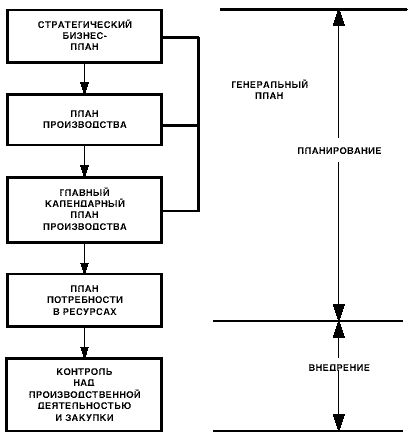 СТРАТЕГИЧЕСКИЙ
БИЗНЕС-
ПЛАН
ПЛАН
ПРОИЗВОДСТВА
ГЛАВНЫЙ
КАЛЕНДАРНЫЙ
ПЛАН
ПРОИЗВОДСТВА
ПЛАН
ПОТРЕБНОСТИ
В РЕСУРСАХ
КОНТРОЛЬ
НАД
ПРОИЗВОДСТВЕННОЙ
ДЕЯТЕЛЬНОСТЬЮ
И ЗАКУПКИ
ГЕНЕРАЛЬНЫЙ
ПЛАН
ПЛАНИРОВАНИЕ
ВНЕДРЕНИЕ